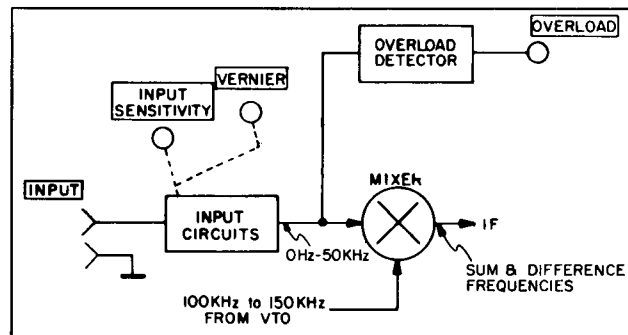 OVERLOAD
OVERLOAD
DETECTOR
VERNIER
INPUT
SENSITIVITY
INPUT
MIXER
INPUT
CIRCUITS
IF
0HZ-50KHZ
SUM & DIFFERENCE
FREQUENCIES
100KHZ to 150KHZ
FROM VTO